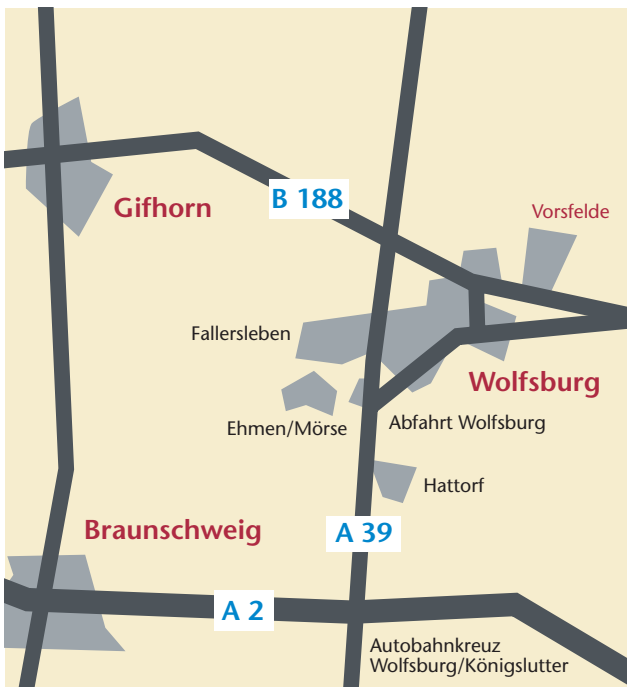 B 188
Gifhorn
Vorsfelde
Fallersleben
Wolfsburg
Ehmen/Mörse
Abfahrt Wolfsburg
Hattorf
Braunschweig
A 39
A 2
Autobahnkreuz
Wolfsburg/Königslutter